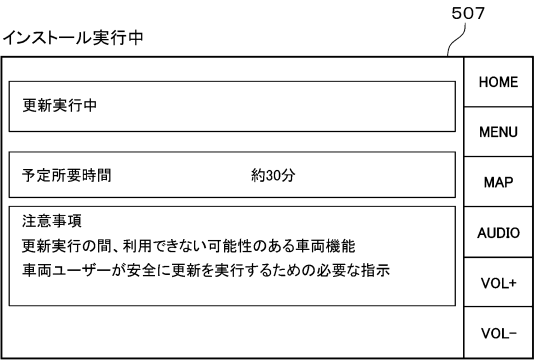 507
インストール実行中
更新実行中
予定所要時間 約30分
注意事項
更新実行の間、利用できない可能性のある車両機能
車両ユーザーが安全に更新を実行するための必要な指示
HOME
MENU
MAP
AUDIO
VOL+
VOL-